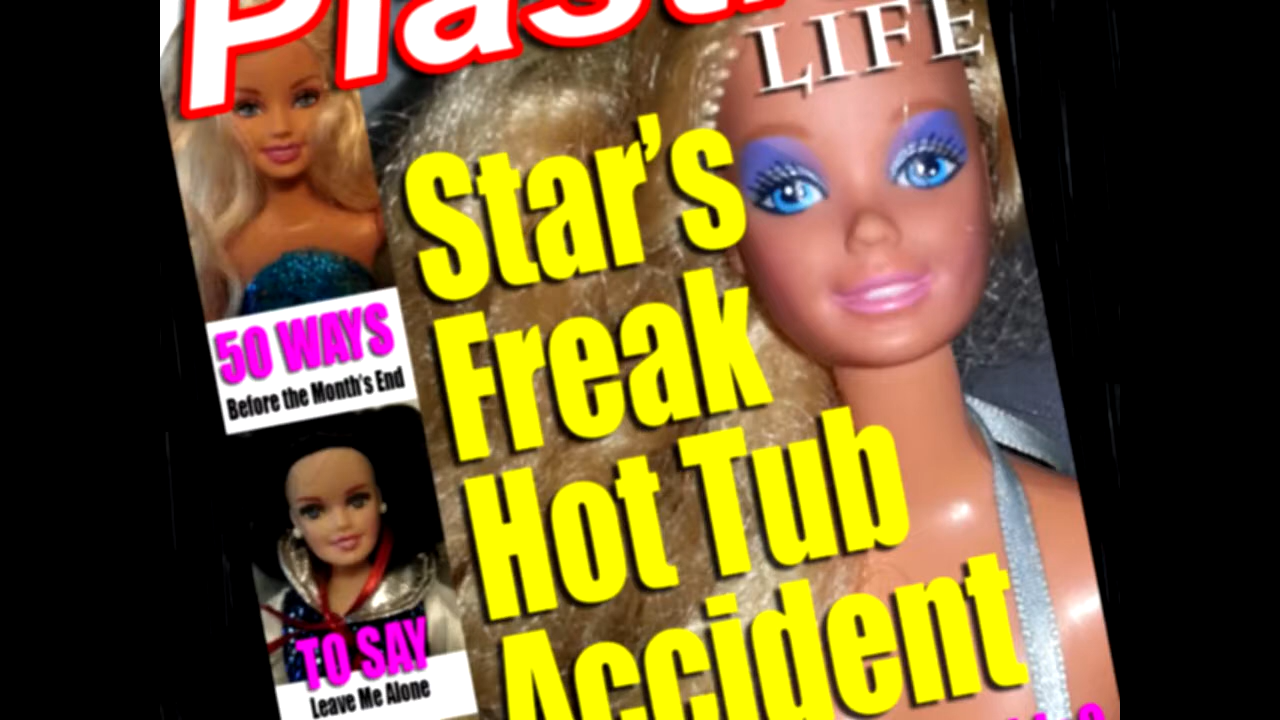 LIFE
Star's
Freak
Hot Tub
Accident
50 WAYS
Before the Month's End
TO SAY
Leave Me Alone